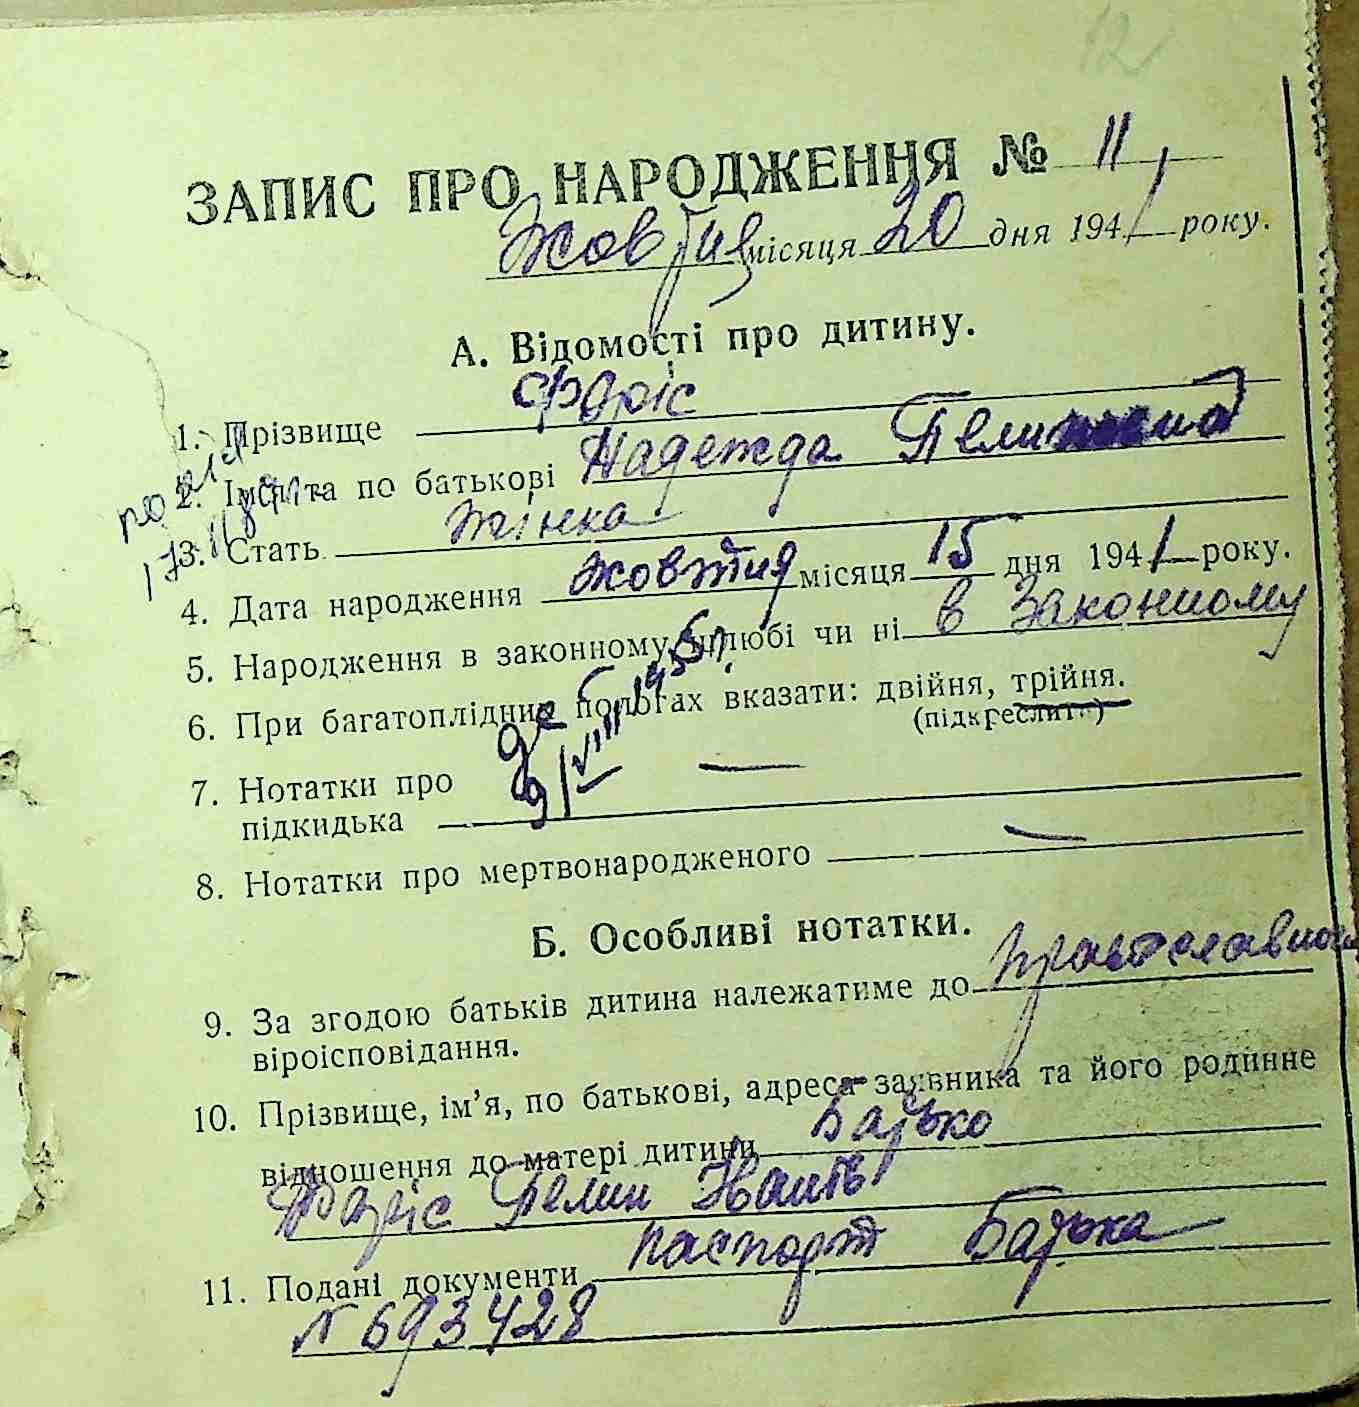 12
ЗАПИС ПРО НАРОДЖЕННЯ № 11
Жовтня місяця 20 дня 1941 року.
А. Відомості про дитину.
1. Прізвище Фаріс
2. Ім'я та по батькові Надежда
3. Стать Жінка
4. Дата народження жовтня місяця 15 дня 1941 року.
5. Народження в законному шлюбі чи ні в Законному
6. При багатоплідних пологах вказати: двійня, трійня.
(підкреслити)
7. Нотатки про
підкидька —
8. Нотатки про мертвонародженого —
Б. Особливі нотатки.
9. За згодою батьків дитина належатиме до православного
віроісповідання.
10. Прізвище, ім'я, по батькові, адреса заявника та його родинне
відношення до матері дитини Батько
Фаріс Пелип
11. Подані документи паспорт Батька
№ 693428